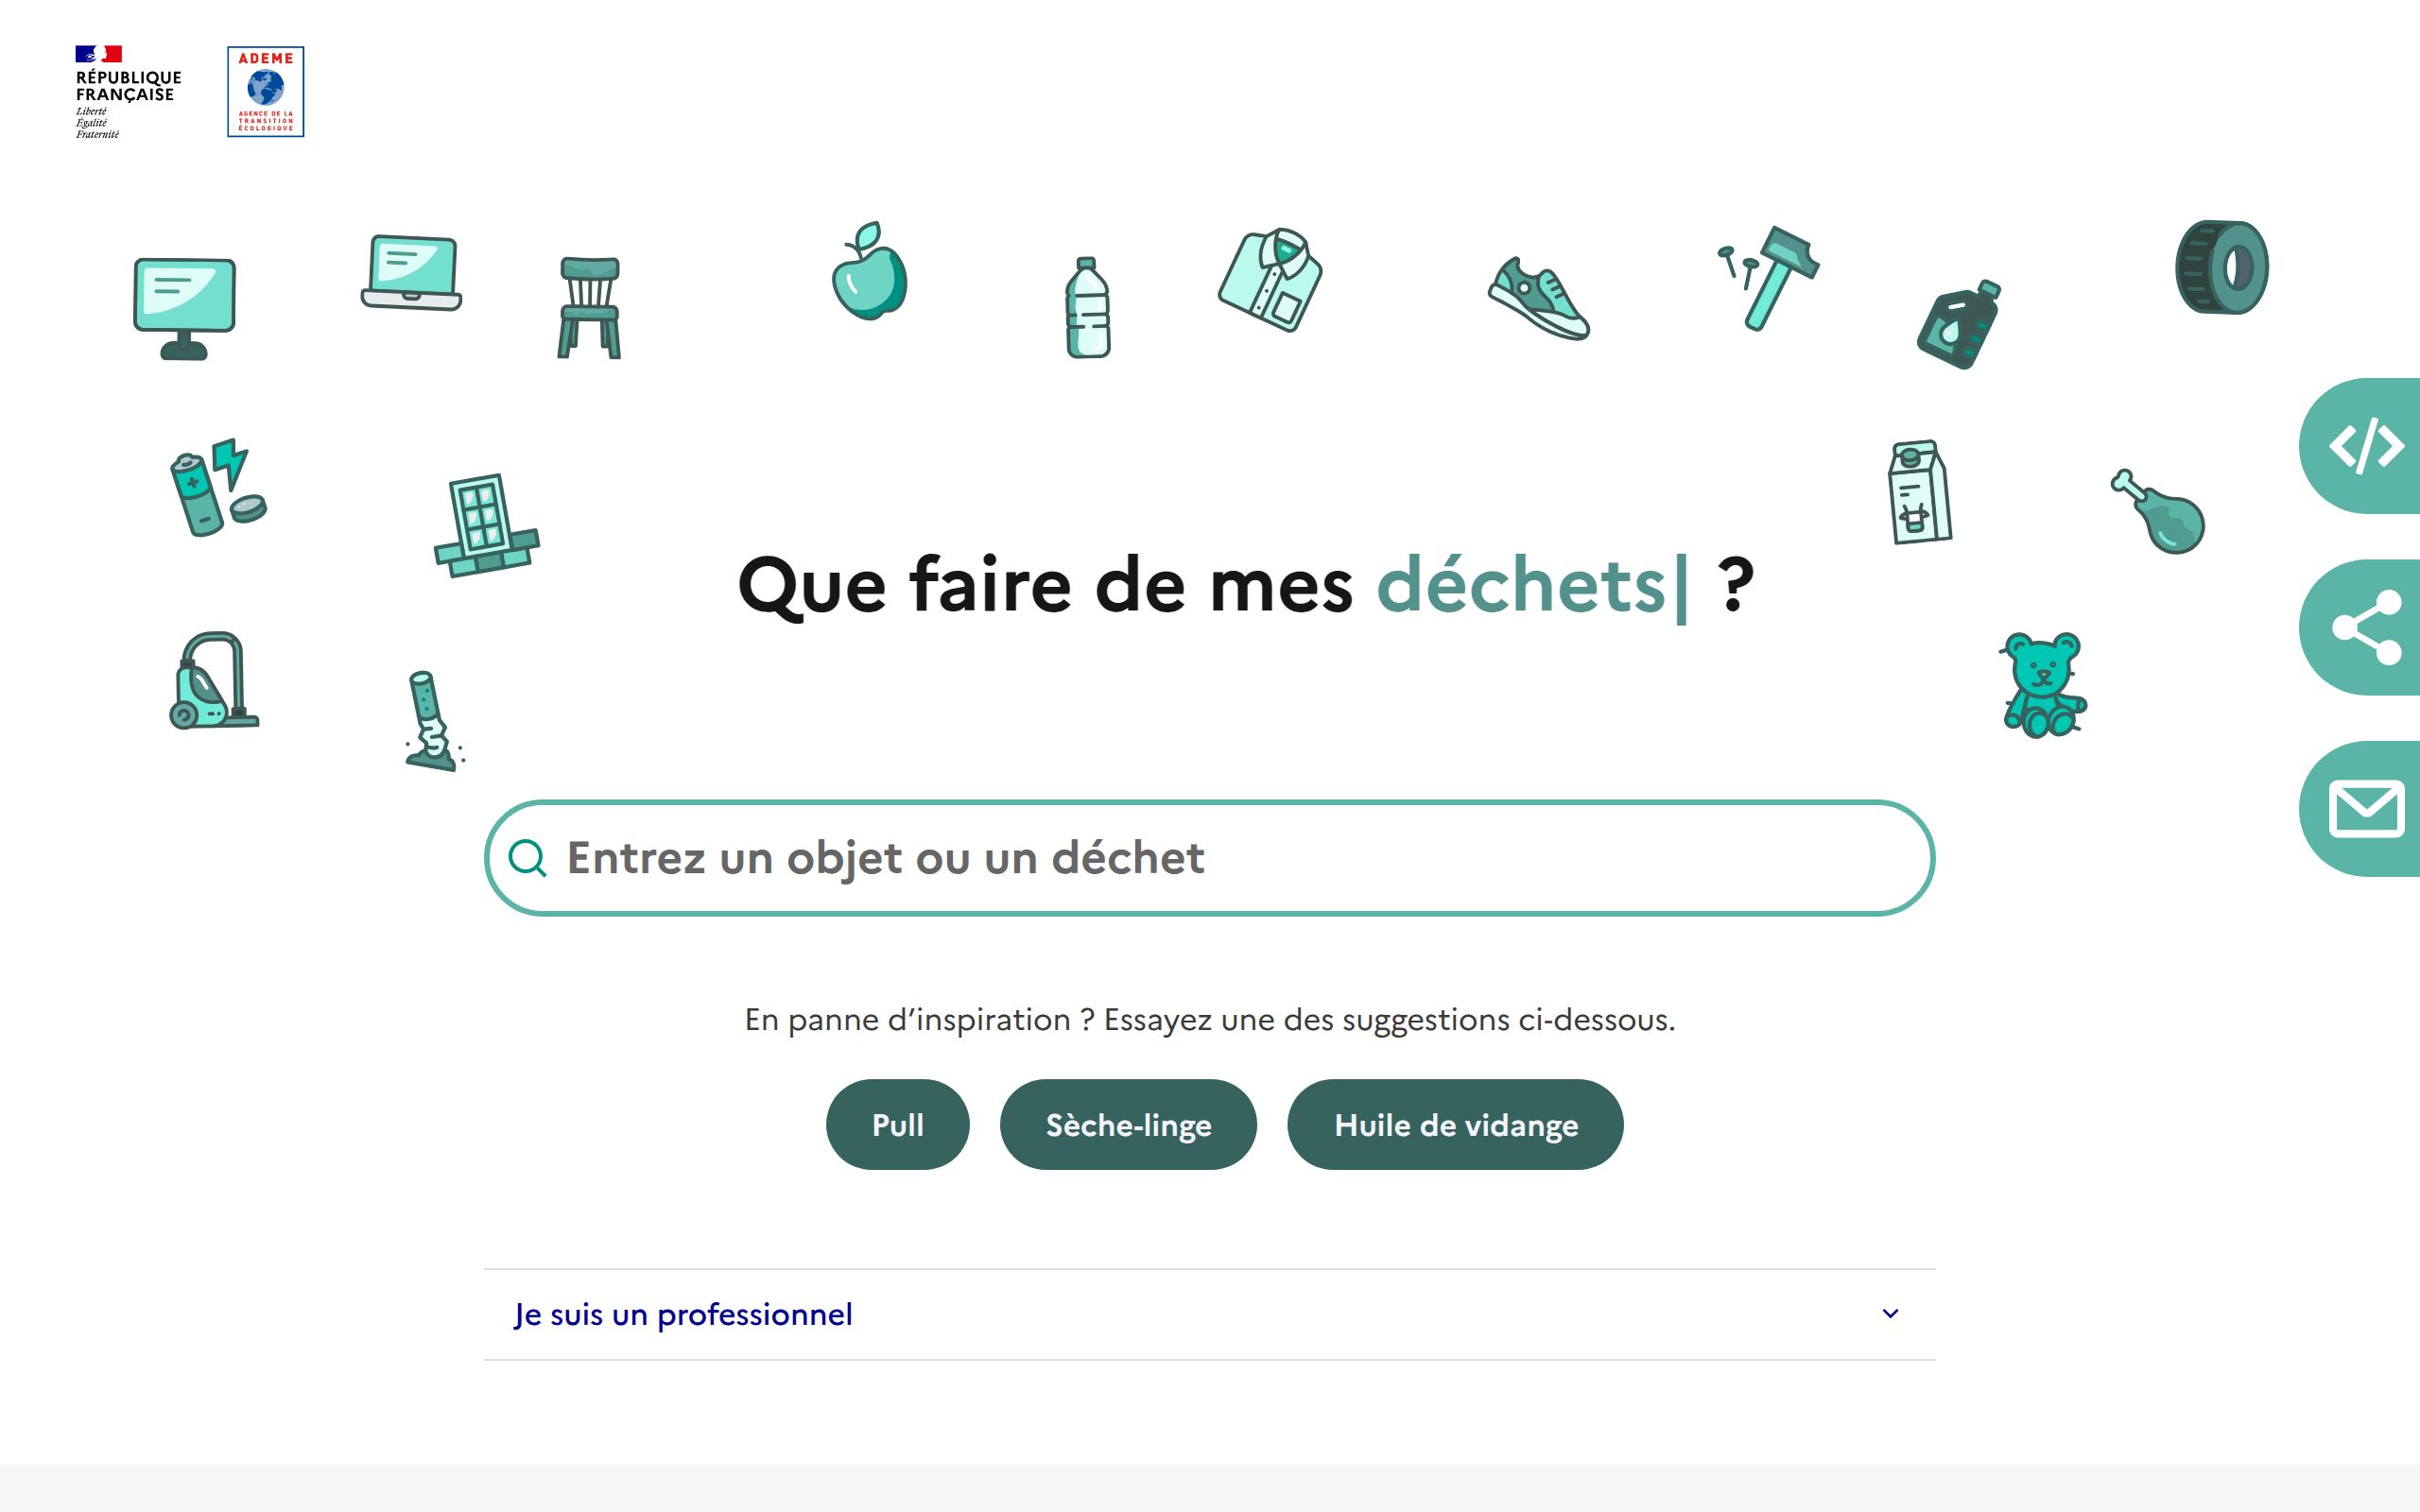 RÉPUBLIQUE
FRANÇAISE
Liberté
Égalité
Fraternité
ADEME
AGENCE DE LA
TRANSITION
ÉCOLOGIQUE
Que faire de mes déchets| ?
Entrez un objet ou un déchet
En panne d’inspiration ? Essayez une des suggestions ci-dessous.
Pull
Sèche-linge
Huile de vidange
Je suis un professionnel